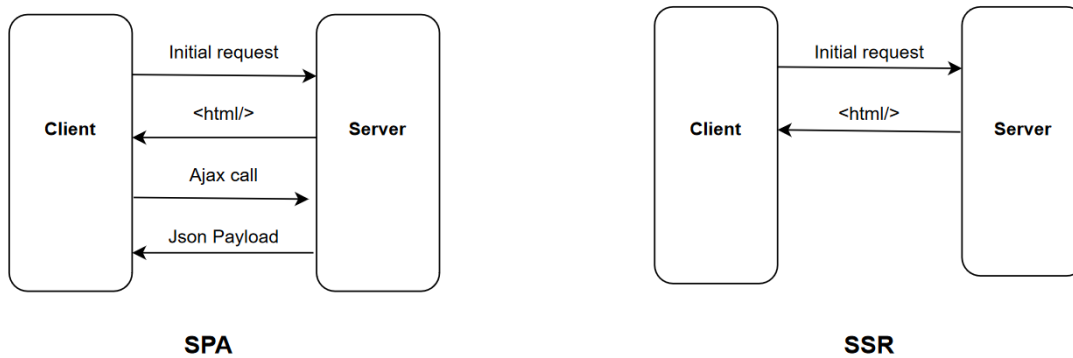 Initial request
<html/>
Client
Server
Ajax call
Json Payload
SPA
Initial request
<html/>
Client
Server
SSR